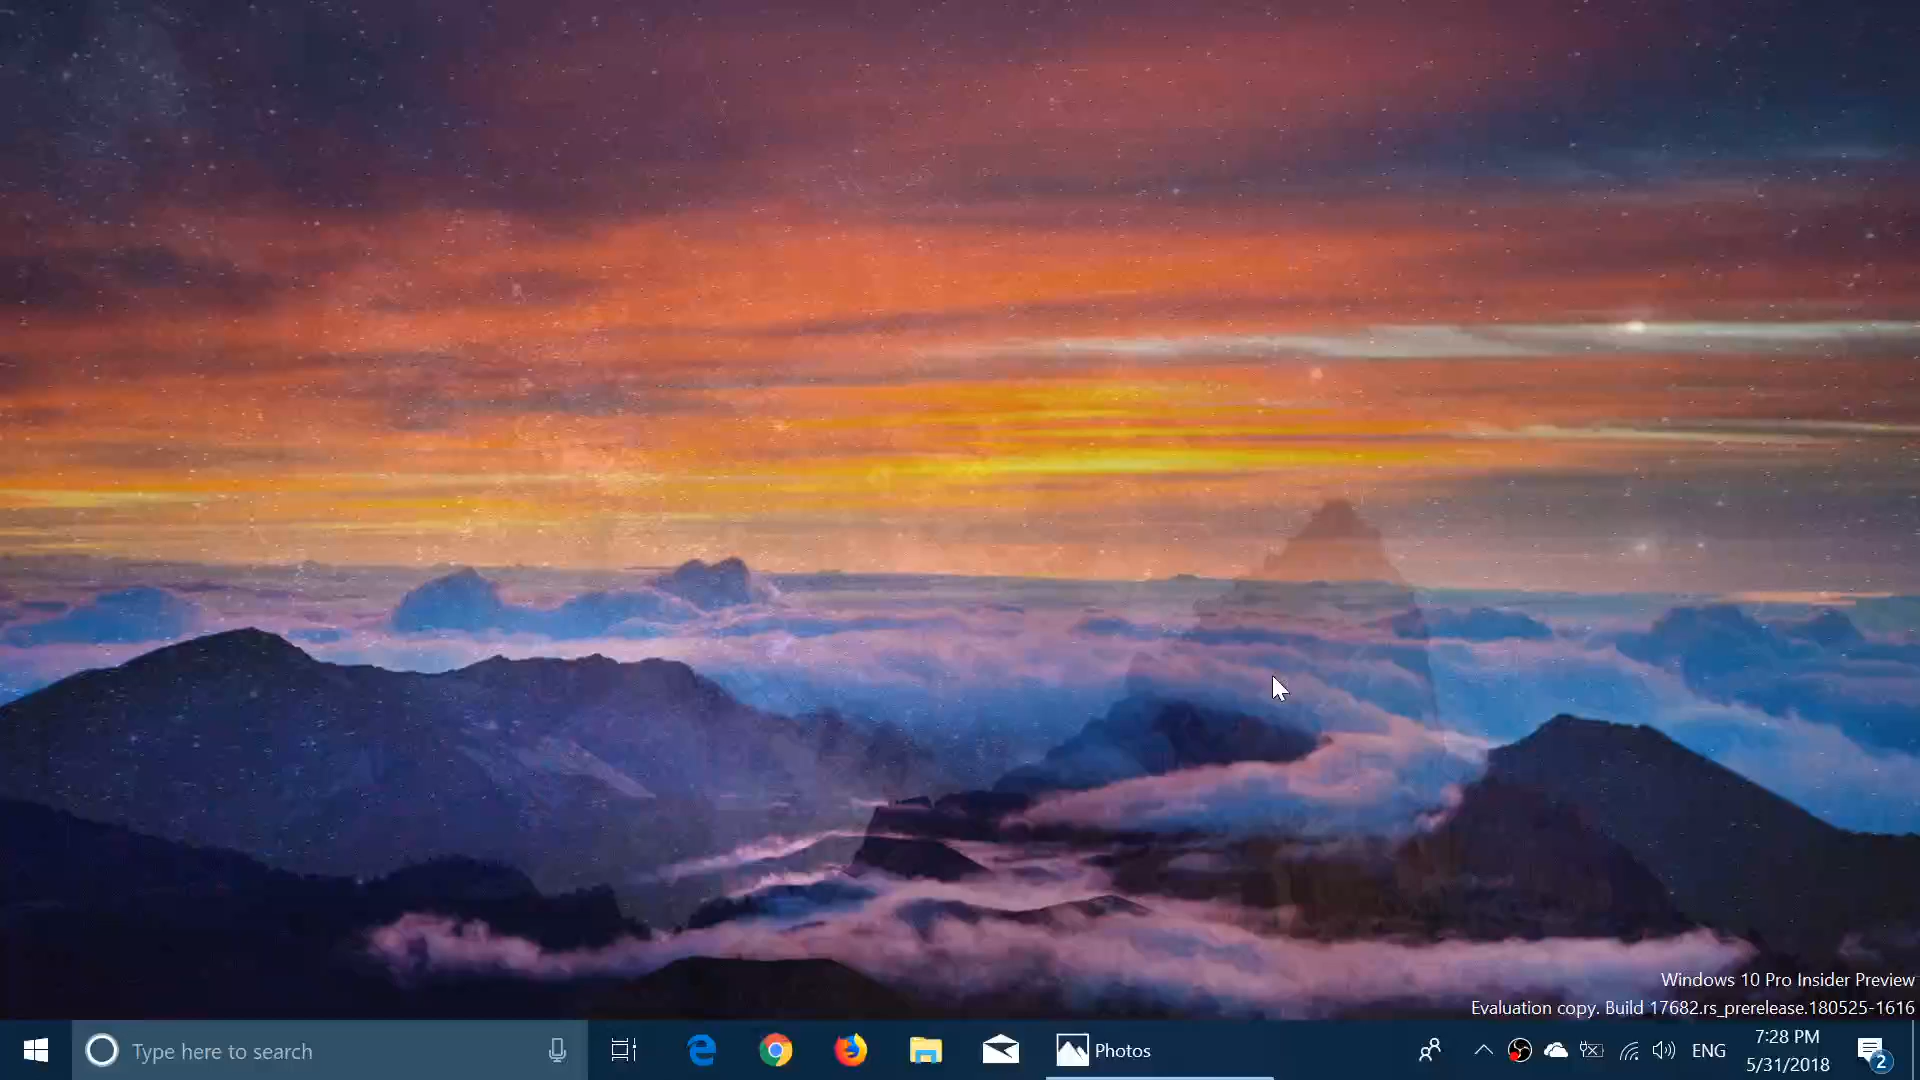 Windows 10 Pro Insider Preview
Evaluation copy. Build 17682.rs_prerelease.180525-1616
Type here to search
Photos
ENG
7:28 PM
5/31/2018
2